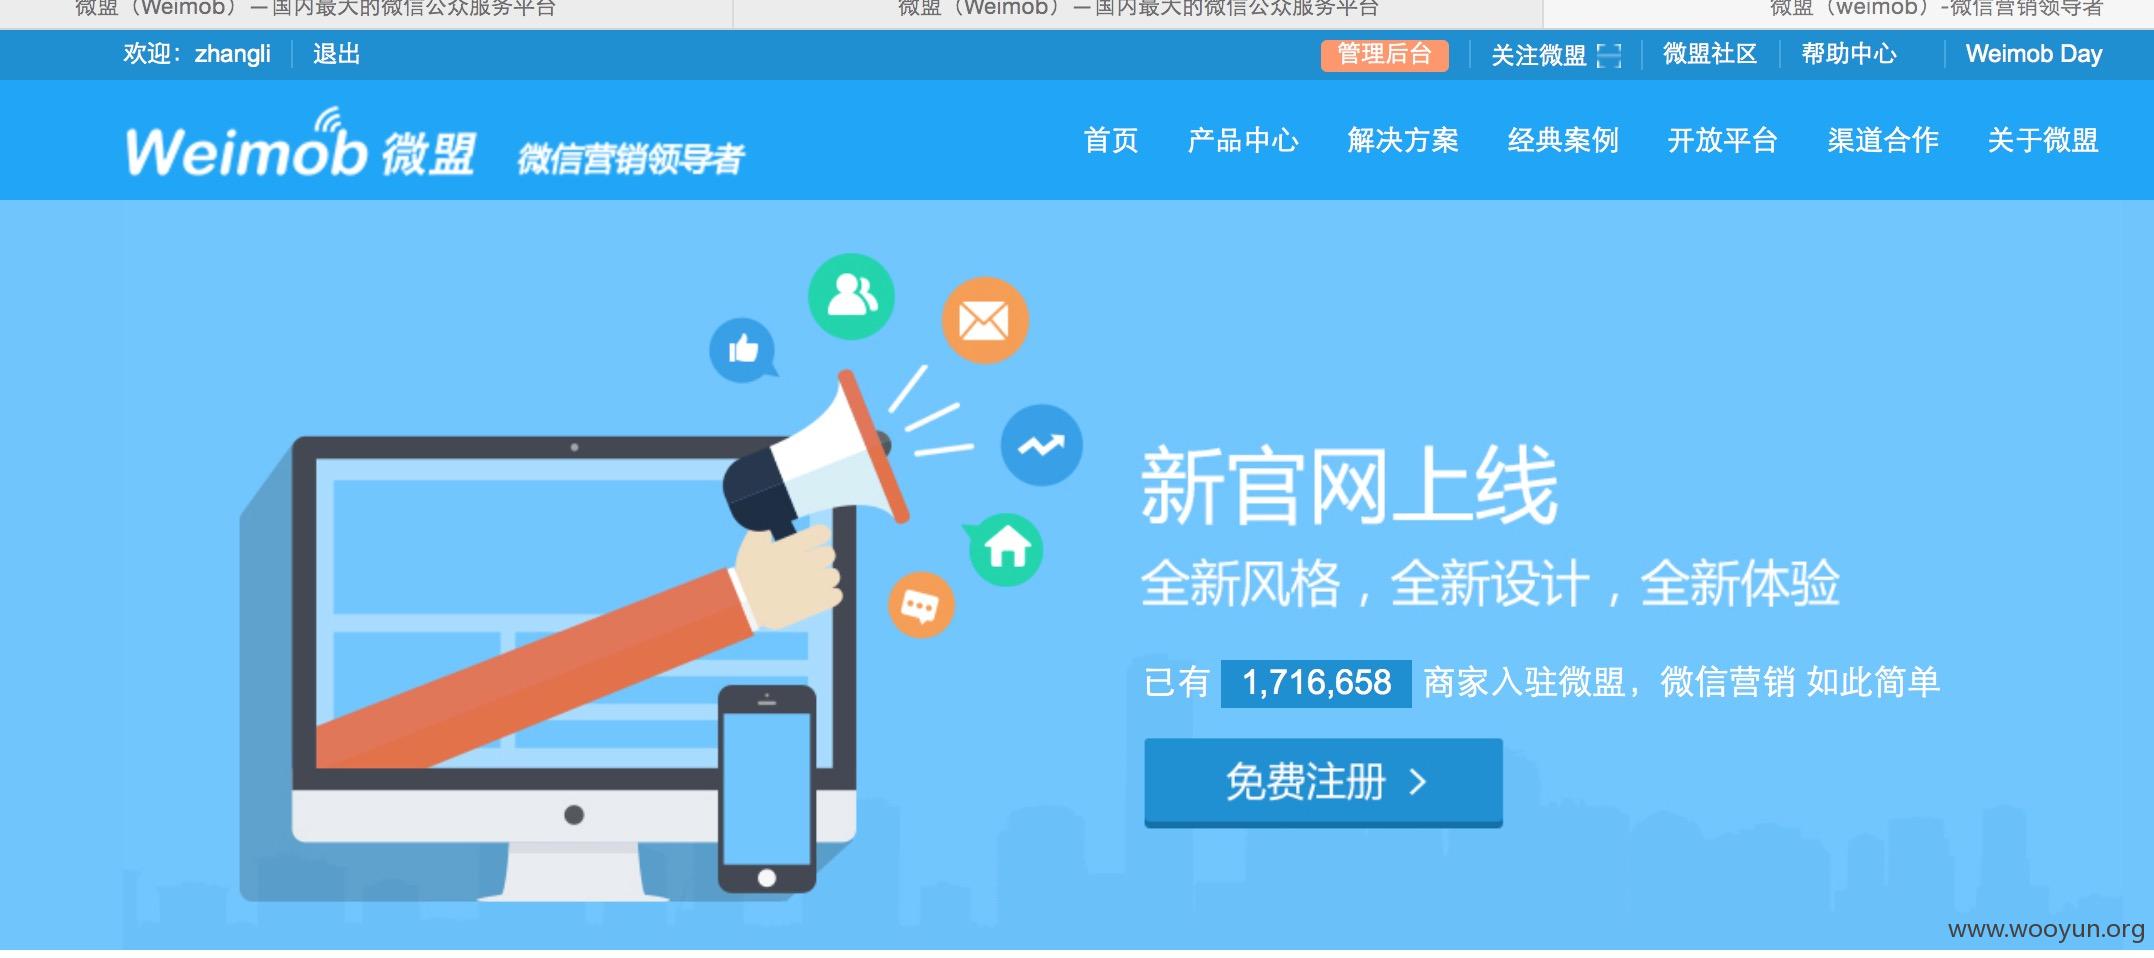 微盟（Weimob）—国内最大的微信公众服务平台
微盟（Weimob）—国内最大的微信公众服务平台
微盟（weimob）-微信营销领导者
欢迎：zhangli 退出
管理后台 关注微盟 微盟社区 帮助中心 Weimob Day
Weimob 微盟 微信营销领导者
首页 产品中心 解决方案 经典案例 开放平台 渠道合作 关于微盟
新官网上线
全新风格，全新设计，全新体验
已有 1,716,658 商家入驻微盟，微信营销 如此简单
免费注册 >
www.wooyun.org